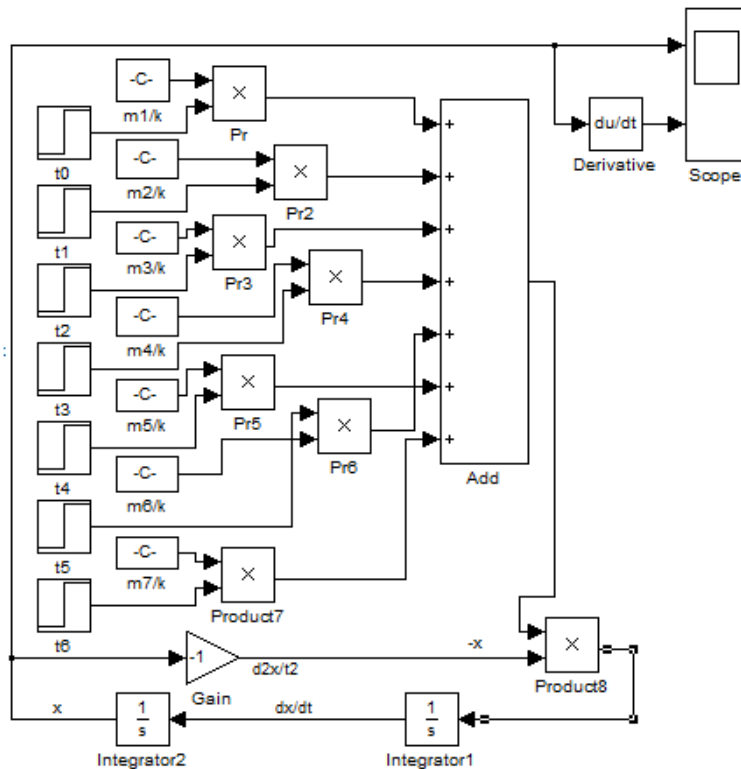 -C-
m1/k
×
Pr
t0
-C-
m2/k
×
Pr2
t1
-C-
m3/k
×
Pr3
t2
-C-
m4/k
×
Pr4
t3
-C-
m5/k
×
Pr5
t4
-C-
m6/k
×
Pr6
t5
-C-
m7/k
×
Product7
t6
+
+
+
+
+
+
+
Add
du/dt
Derivative
Scope
:
-1
Gain
d2x/t2
-x
×
Product8
x
1
s
Integrator2
dx/dt
1
s
Integrator1